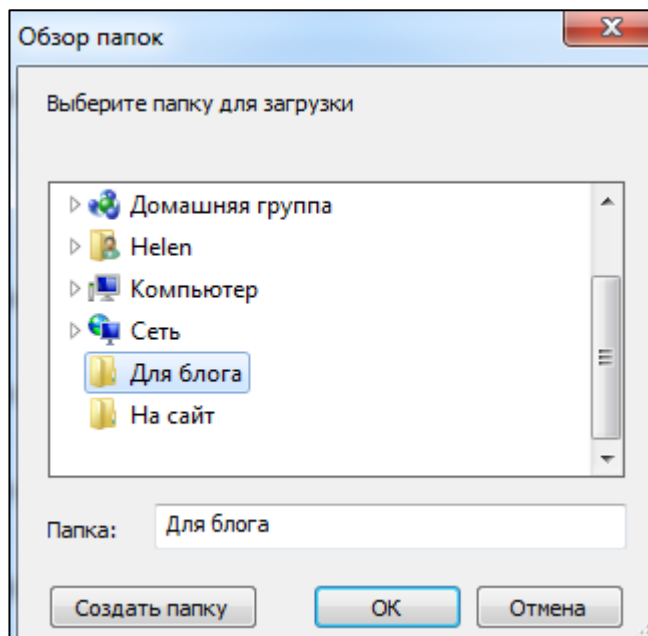 Обзор папок
Выберите папку для загрузки
Домашняя группа
Helen
Компьютер
Сеть
Для блога
На сайт
Папка: Для блога
Создать папку ОК Отмена